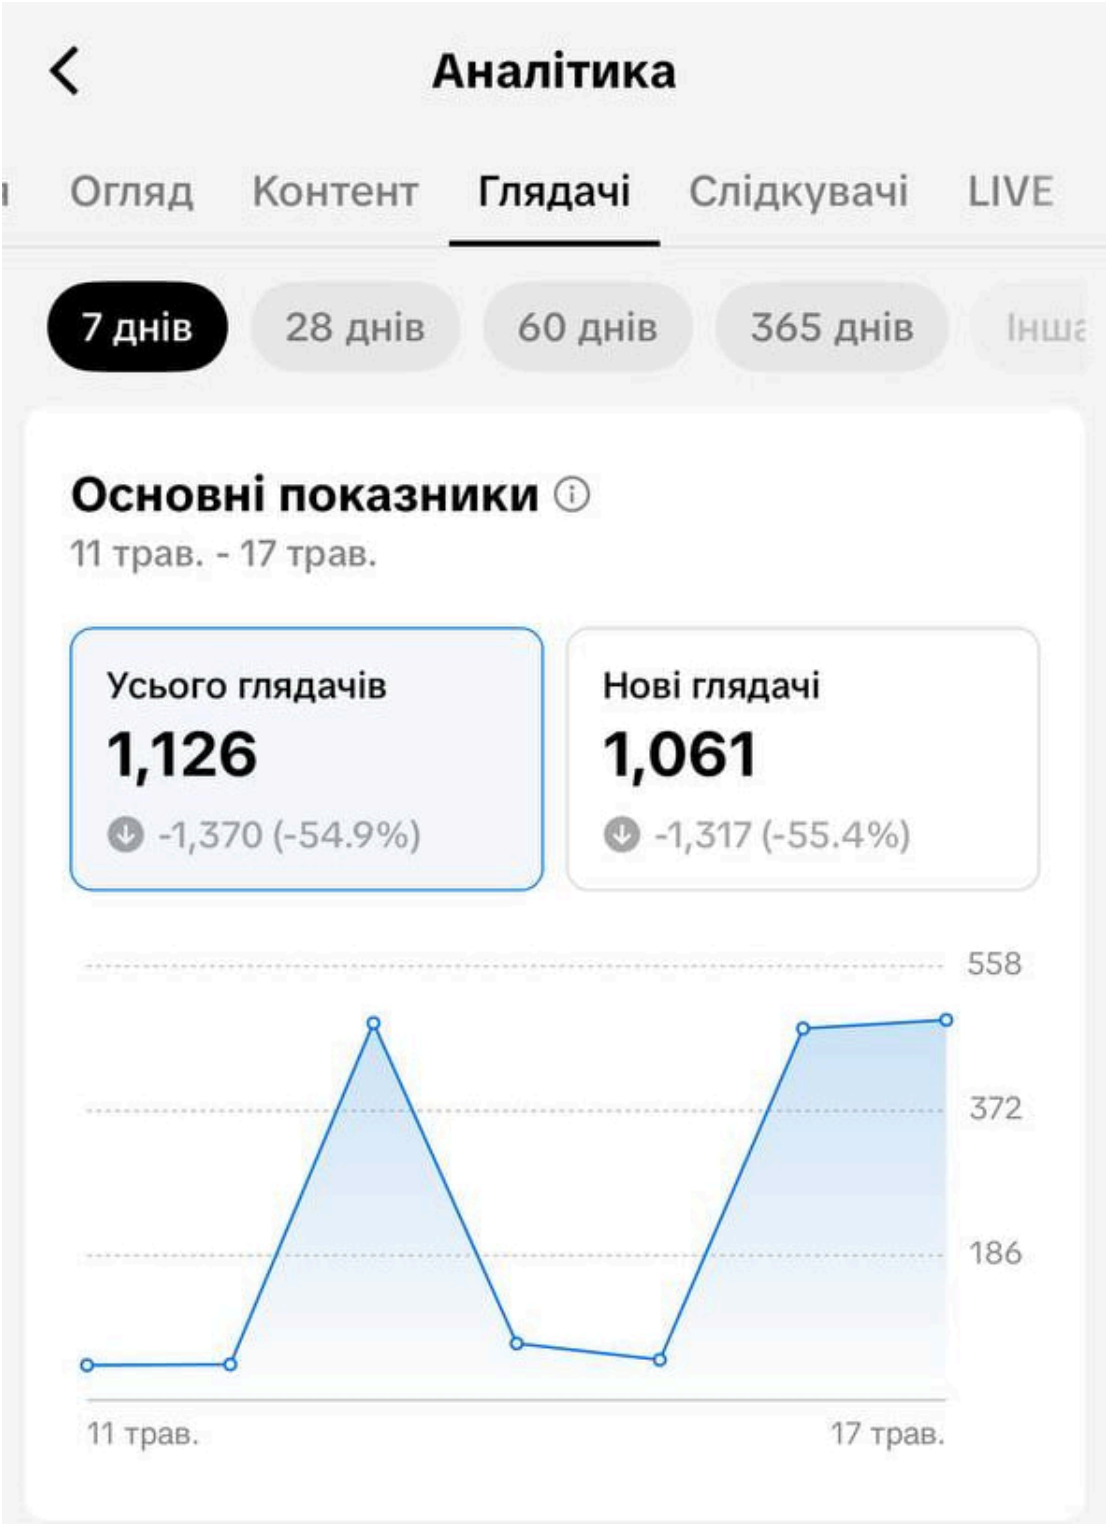 Аналітика
Огляд Контент Глядачі Слідкувачі LIVE
7 днів 28 днів 60 днів 365 днів
Основні показники
11 трав. - 17 трав.
Усього глядачів Нові глядачі
1,126 1,061
-1,370 (-54.9%) -1,317 (-55.4%)
558
372
186
11 трав. 17 трав.